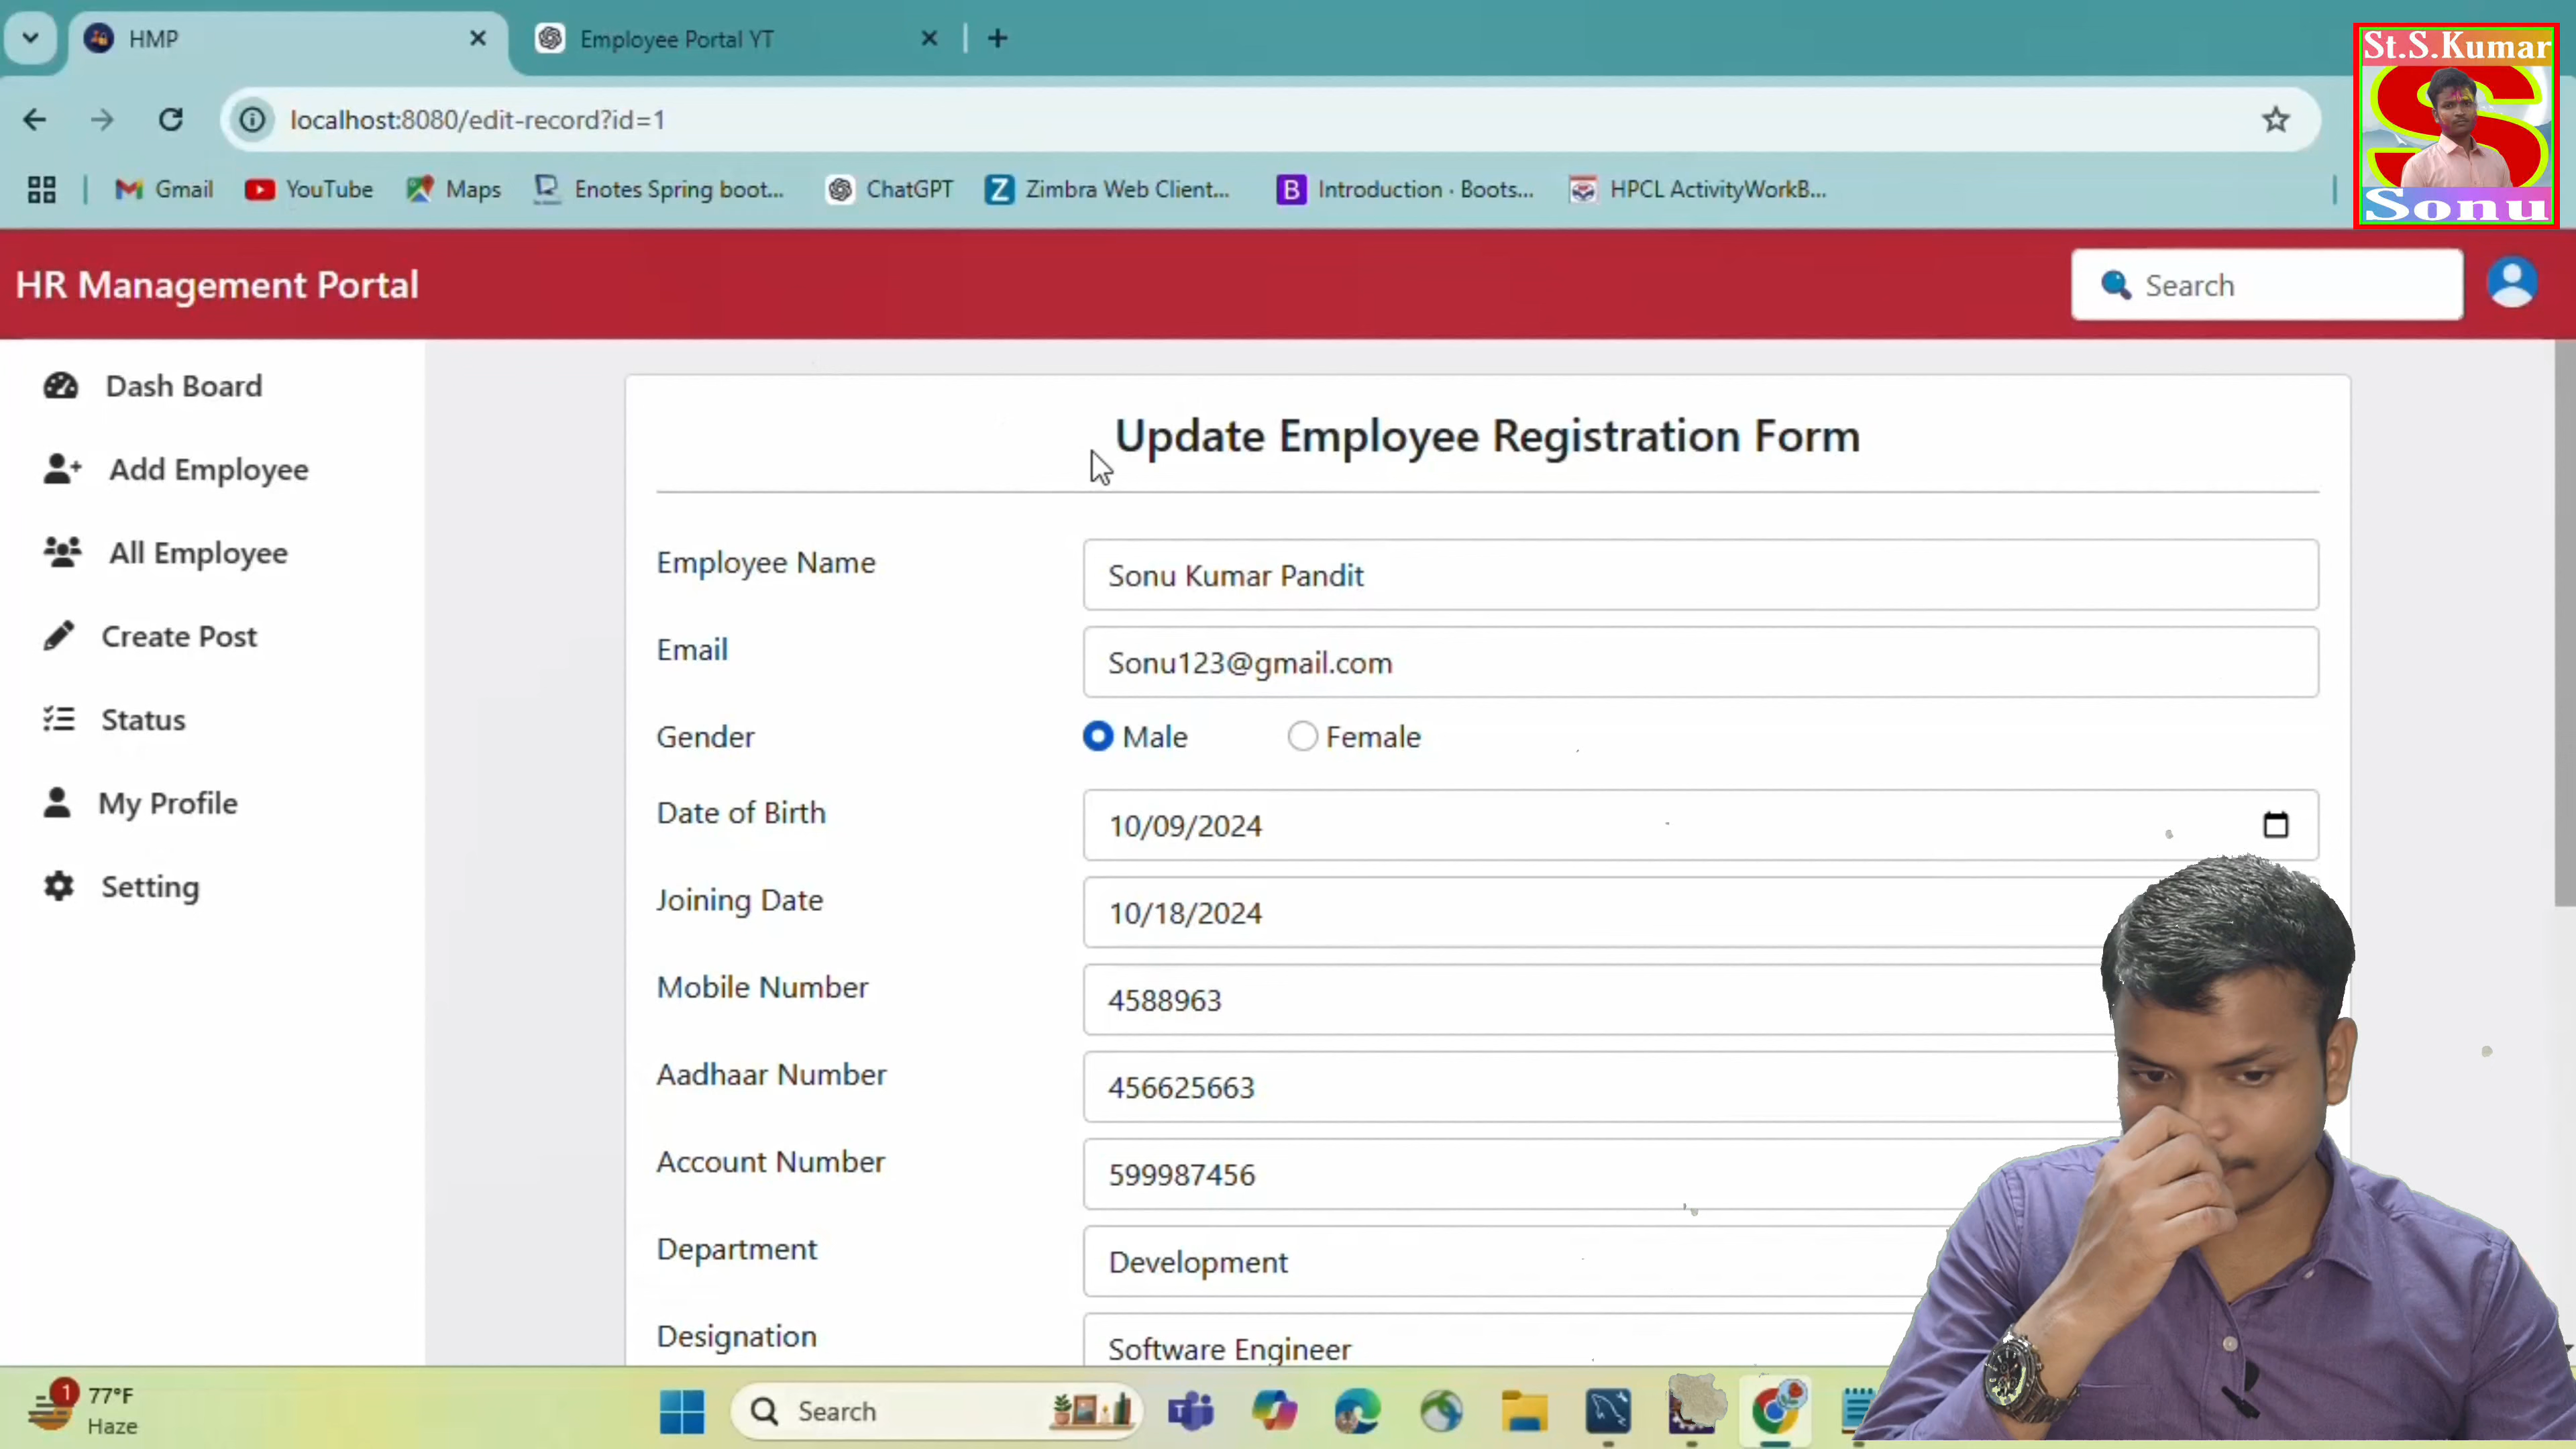 HMP
Employee Portal YT
St.S.Kumar
Sonu
localhost:8080/edit-record?id=1
Gmail
YouTube
Maps
Enotes Spring boot...
ChatGPT
Z Zimbra Web Client...
B Introduction · Boots...
HPCL ActivityWorkB...
HR Management Portal
Search
Dash Board
Add Employee
All Employee
Create Post
Status
My Profile
Setting
Update Employee Registration Form
Employee Name Sonu Kumar Pandit
Email Sonu123@gmail.com
Gender Male Female
Date of Birth 10/09/2024
Joining Date 10/18/2024
Mobile Number 4588963
Aadhaar Number 456625663
Account Number 599987456
Department Development
Designation Software Engineer
1
77°F
Haze
Search